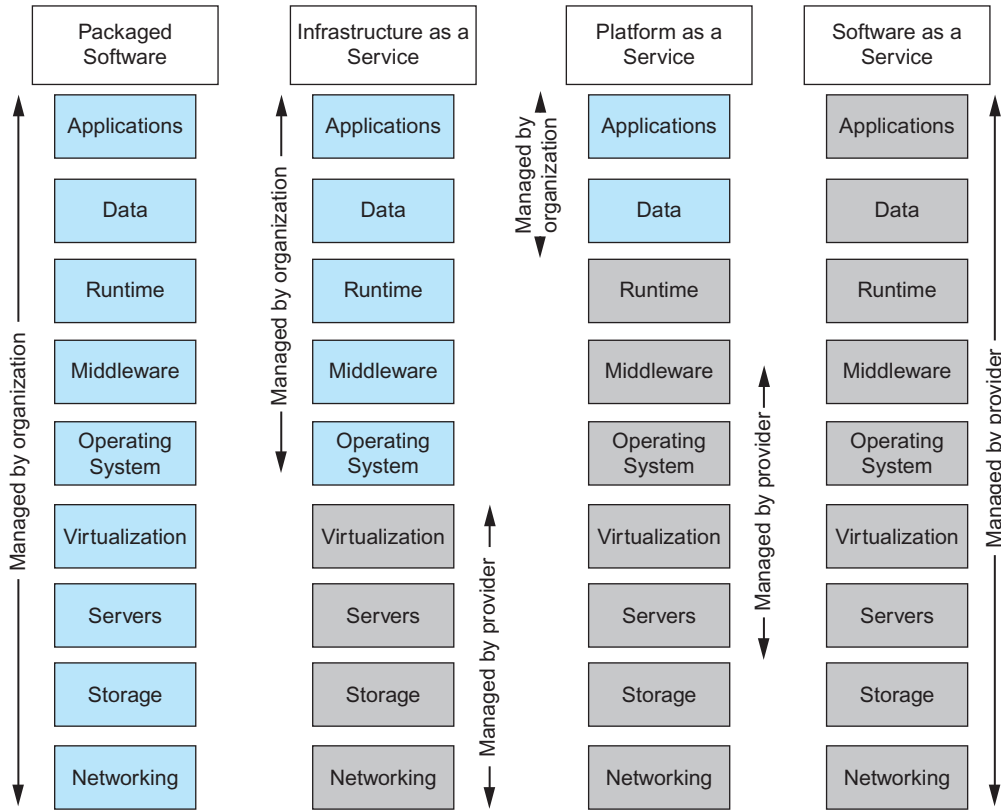 Packaged
Software
Infrastructure as a
Service
Platform as a
Service
Software as a
Service
Managed by organization
Applications
Data
Runtime
Middleware
Operating
System
Virtualization
Servers
Storage
Networking
Managed by organization
Applications
Data
Runtime
Middleware
Operating
System
Virtualization
Servers
Storage
Networking
Managed by provider
Managed by
organization
Applications
Data
Runtime
Middleware
Operating
System
Virtualization
Servers
Storage
Networking
Managed by provider
Applications
Data
Runtime
Middleware
Operating
System
Virtualization
Servers
Storage
Networking
Managed by provider